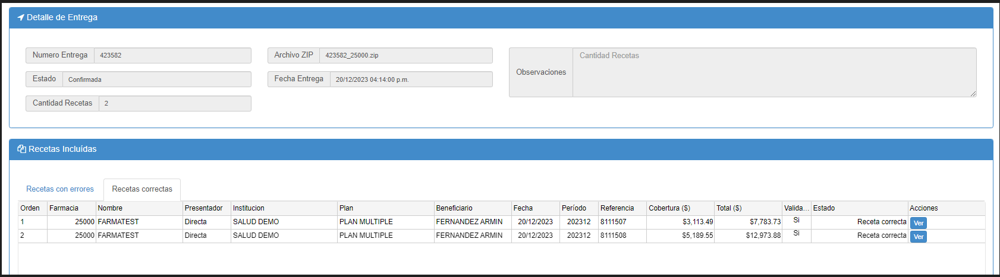 Detalle de Entrega
Numero Entrega 423582 Archivo ZIP 423582_25000.zip Observaciones Cantidad Recetas
Estado Confirmada Fecha Entrega 20/12/2023 04:14:00 p.m.
Cantidad Recetas 2
Recetas Incluídas
Recetas con errores Recetas correctas
Orden Farmacia Nombre Presentador Institucion Plan Beneficiario Fecha Período Referencia Cobertura ($) Total ($) Valida... Estado Acciones
1 25000 FARMATEST Directa SALUD DEMO PLAN MULTIPLE FERNANDEZ ARMIN 20/12/2023 202312 8111507 $3,113.49 $7,783.73 Si Receta correcta Ver
2 25000 FARMATEST Directa SALUD DEMO PLAN MULTIPLE FERNANDEZ ARMIN 20/12/2023 202312 8111508 $5,189.55 $12,973.88 Si Receta correcta Ver